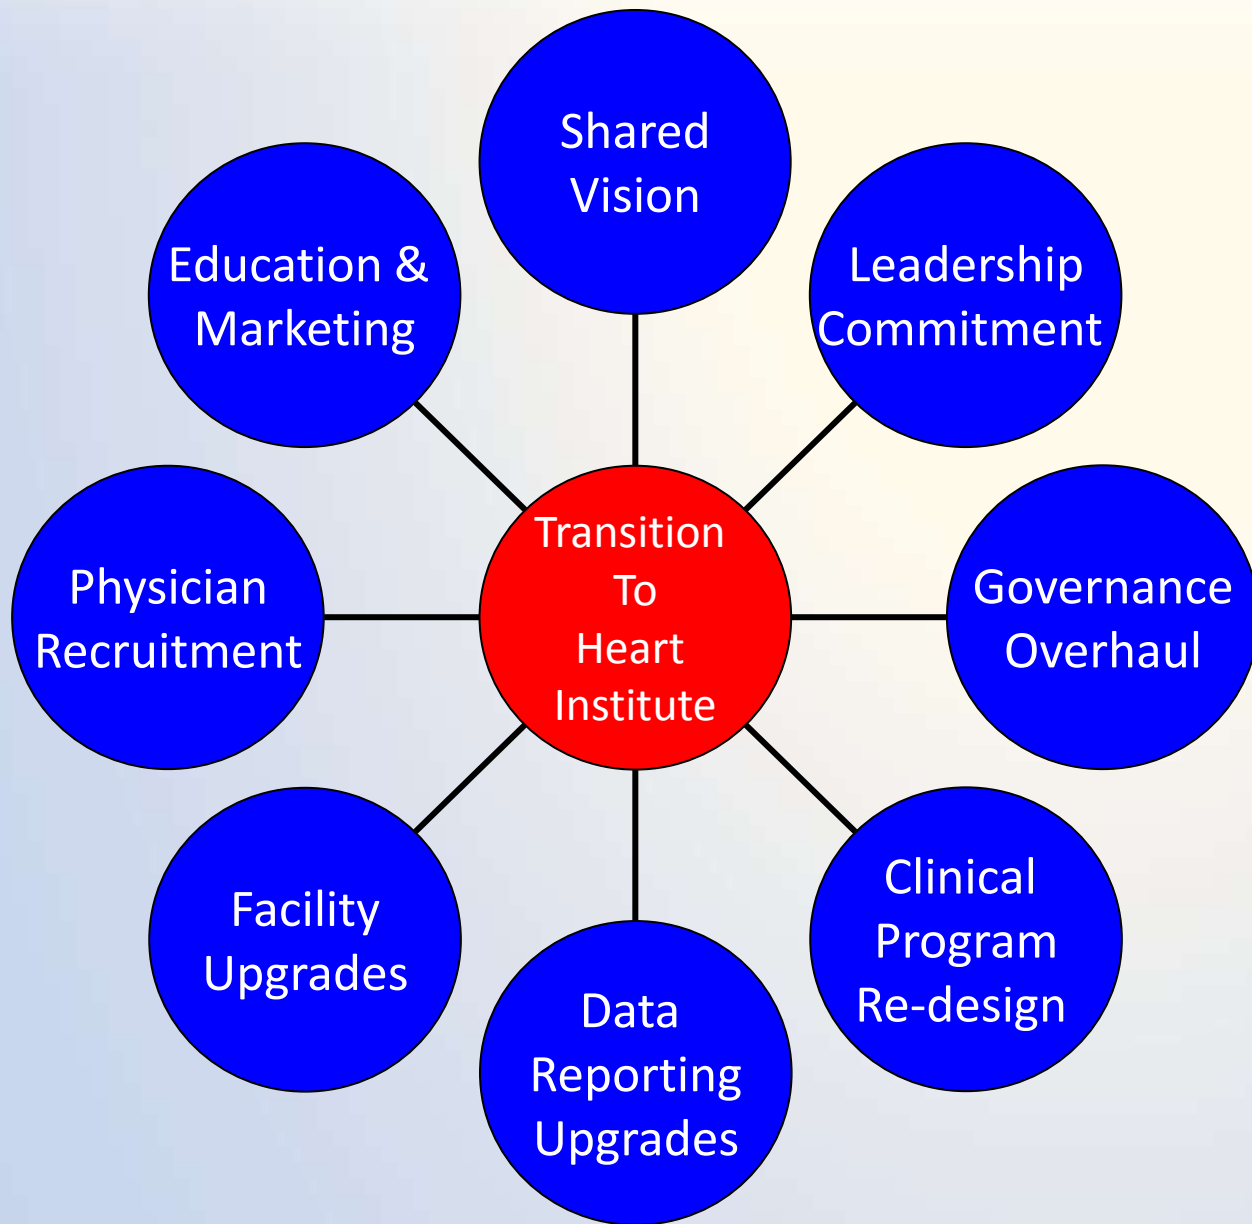 Shared
Vision
Leadership
Commitment
Governance
Overhaul
Clinical
Program
Re-design
Data
Reporting
Upgrades
Facility
Upgrades
Physician
Recruitment
Education &
Marketing
Transition
To
Heart
Institute